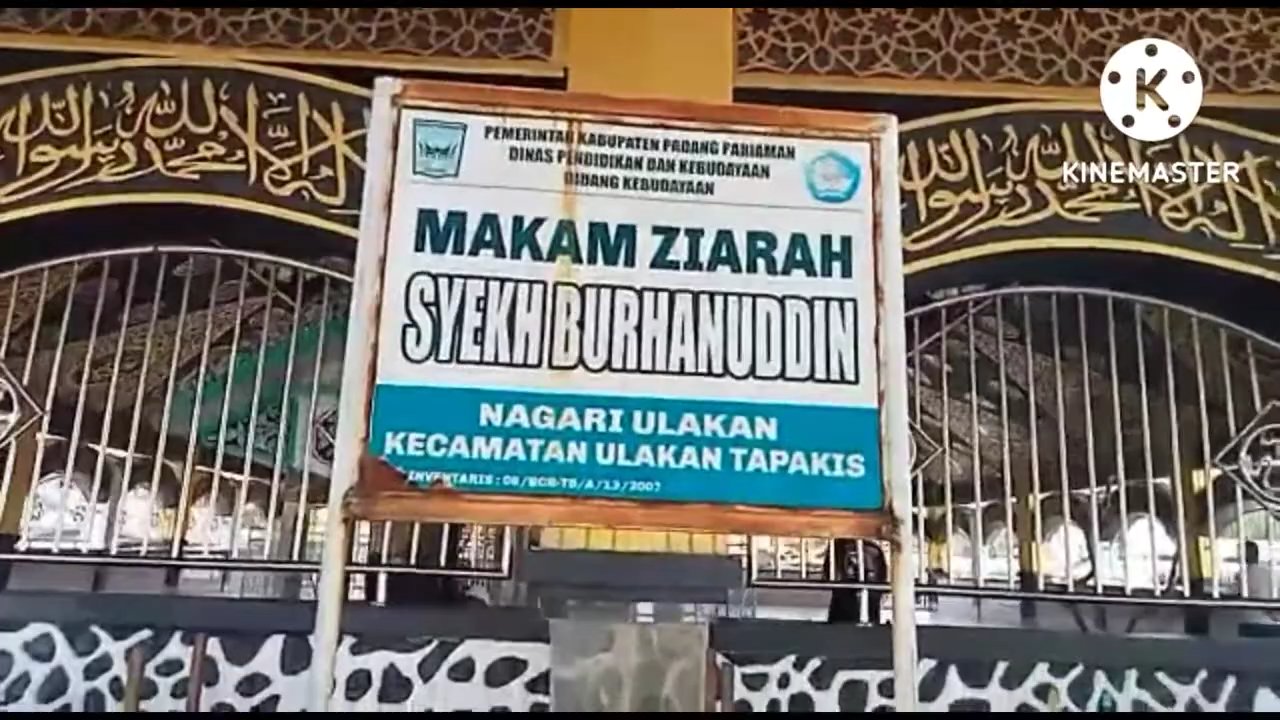 PEMERINTAH KABUPATEN PADANG PARIAMAN
DINAS PENDIDIKAN DAN KEBUDAYAAN
BIDANG KEBUDAYAAN
MAKAM ZIARAH
SYEKH BURHANUDDIN
NAGARI ULAKAN
KECAMATAN ULAKAN TAPAKIS
INVENTARIS : 08/BCB-TB/A/13/2007
K
KINEMASTER
لا إله إلا الله محمد رسول الله
لا إله إلا الله محمد رسول الله